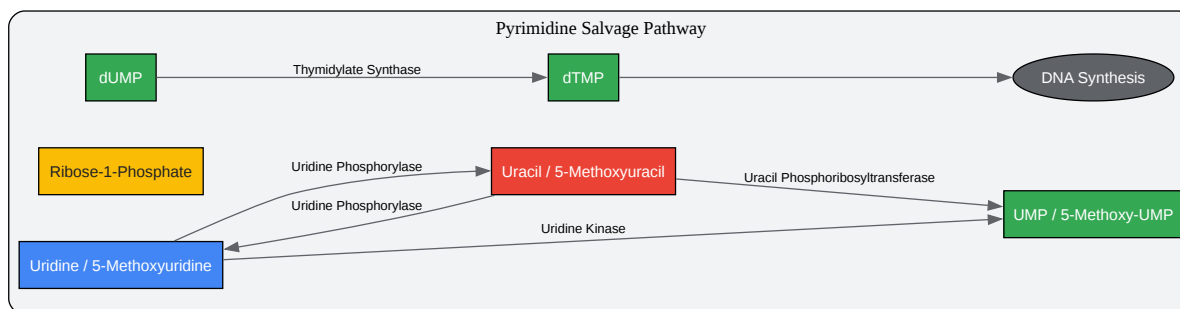 Pyrimidine Salvage Pathway
dUMP
Thymidylate Synthase
dTMP
DNA Synthesis
Ribose-1-Phosphate
Uridine Phosphorylase
Uracil / 5-Methoxyuracil
Uracil Phosphoribosyltransferase
Uridine Phosphorylase
UMP / 5-Methoxy-UMP
Uridine Kinase
Uridine / 5-Methoxyuridine